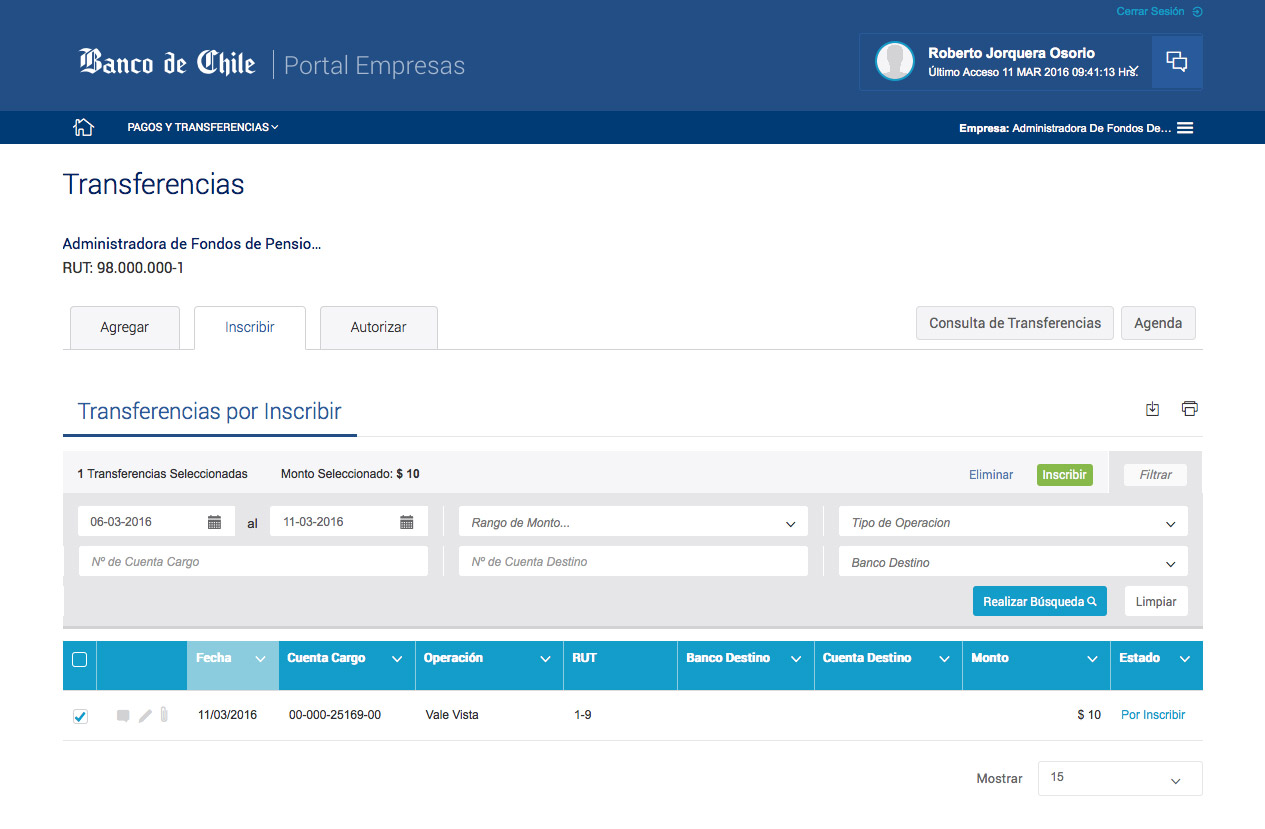 Cerrar Sesión
Banco de Chile Portal Empresas
Roberto Jorquera Osorio
Último Acceso 11 MAR 2016 09:41:13 Hrs.
PAGOS Y TRANSFERENCIAS
Empresa: Administradora De Fondos De...
Transferencias
Administradora de Fondos de Pensio...
RUT: 98.000.000-1
Agregar Inscribir Autorizar Consulta de Transferencias Agenda
Transferencias por Inscribir
1 Transferencias Seleccionadas Monto Seleccionado: $ 10 Eliminar Inscribir Filtrar
06-03-2016 al 11-03-2016 Rango de Monto... Tipo de Operacion
Nº de Cuenta Cargo Nº de Cuenta Destino Banco Destino
Realizar Búsqueda Limpiar
Fecha Cuenta Cargo Operación RUT Banco Destino Cuenta Destino Monto Estado
11/03/2016 00-000-25169-00 Vale Vista 1-9 $ 10 Por Inscribir
Mostrar 15